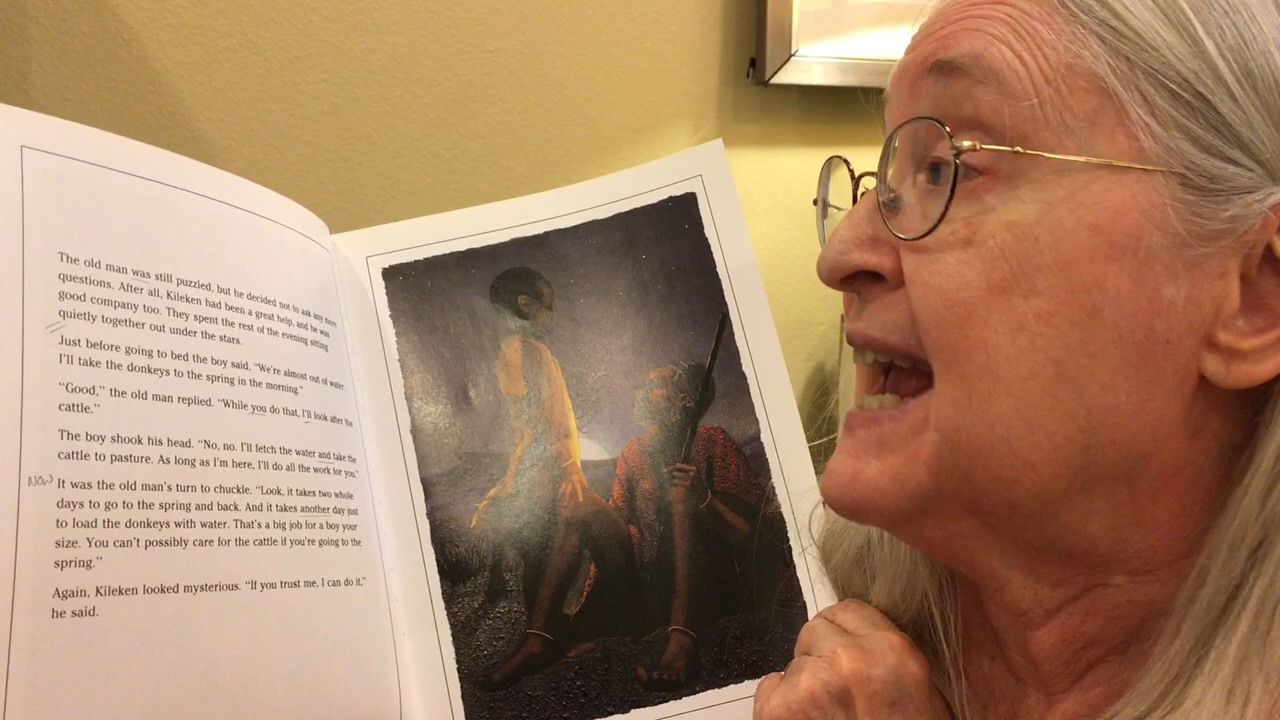 The old man was still puzzled, but he decided not to ask any more
questions. After all, Kileken had been a great help, and he was
good company too. They spent the rest of the evening sitting
quietly together out under the stars.
Just before going to bed the boy said, “We’re almost out of water.
I’ll take the donkeys to the spring in the morning.”
“Good,” the old man replied. “While you do that, I’ll look after the
cattle.”
The boy shook his head. “No, no. I’ll fetch the water and take the
cattle to pasture. As long as I’m here, I’ll do all the work for you.”
Now It was the old man’s turn to chuckle. “Look, it takes two whole
days to go to the spring and back. And it takes another day just
to load the donkeys with water. That’s a big job for a boy your
size. You can’t possibly care for the cattle if you’re going to the
spring.”
Again, Kileken looked mysterious. “If you trust me, I can do it,”
he said.